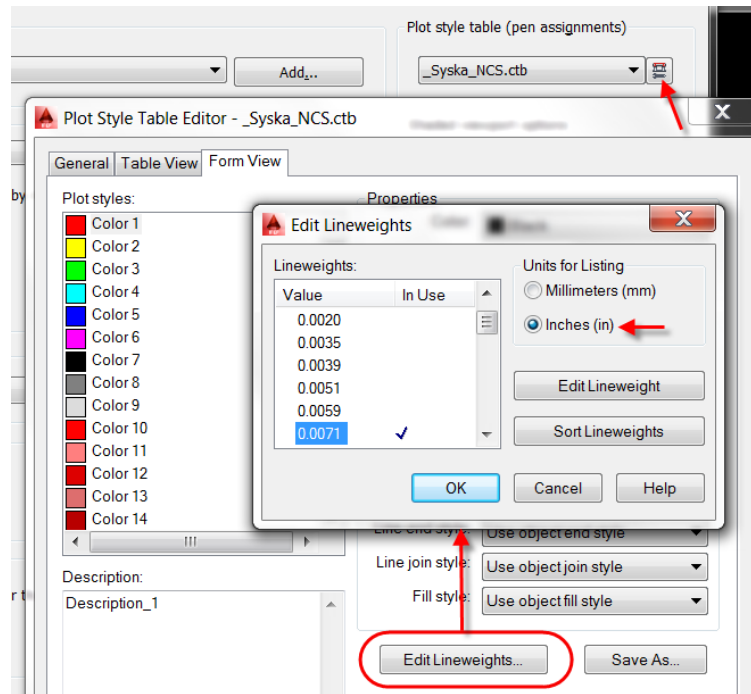 Plot style table (pen assignments)
Add...
_Syska_NCS.ctb
Plot Style Table Editor - _Syska_NCS.ctb
X
General
Table View
Form View
by
Plot styles:
Color 1
Color 2
Color 3
Color 4
Color 5
Color 6
Color 7
Color 8
Color 9
Color 10
Color 11
Color 12
Color 13
Color 14
Properties
Edit Lineweights
X
Lineweights:
Value In Use
0.0020
0.0035
0.0039
0.0051
0.0059
0.0071
Units for Listing
Millimeters (mm)
Inches (in)
Edit Lineweight
Sort Lineweights
OK
Cancel
Help
Line end style: Use object end style
Line join style: Use object join style
Fill style: Use object fill style
Description:
Description_1
Edit Lineweights...
Save As...